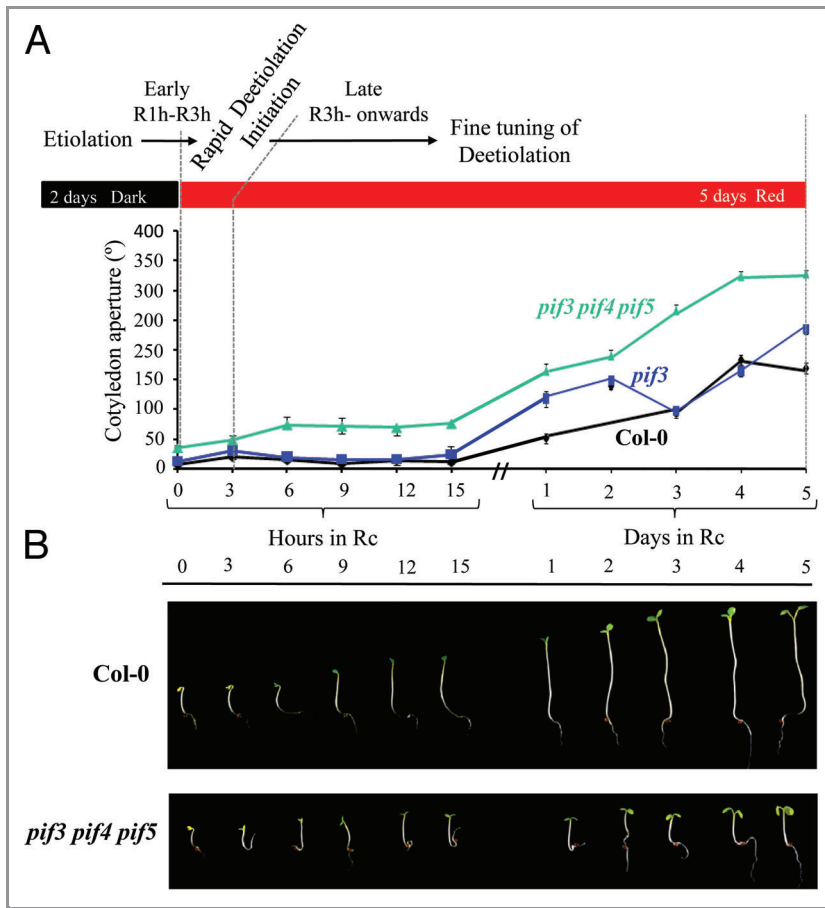 A
Early
R1h-R3h
Rapid Deetiolation
Initiation
Late
R3h- onwards
Etiolation
Fine tuning of
Deetiolation
2 days Dark
5 days Red
Cotyledon aperture (º)
400
350
300
350
200
250
150
100
50
0
pif3 pif4 pif5
pif3
Col-0
0 3 6 9 12 15 // 1 2 3 4 5
Hours in Rc Days in Rc
B
0 3 6 9 12 15 1 2 3 4 5
Col-0
pif3 pif4 pif5